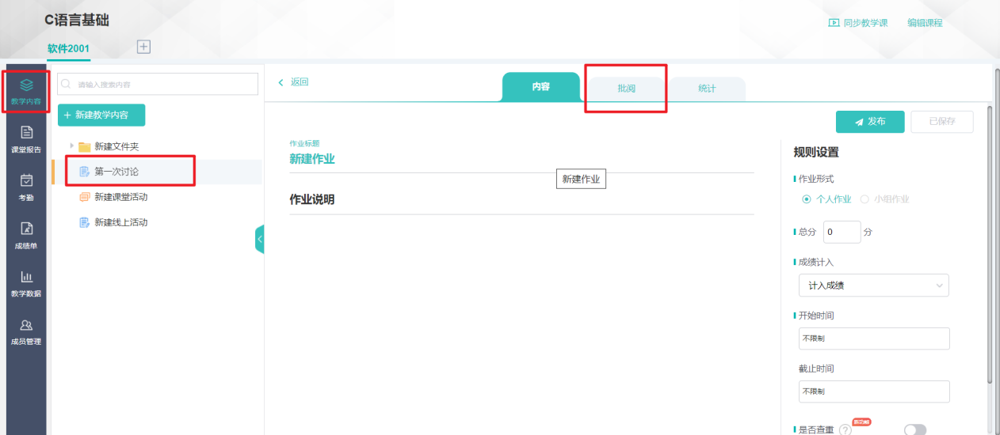 C语言基础
同步教学课 编辑课程
软件2001
教学内容
课堂报告
考勤
成绩单
教学数据
成员管理
请输入搜索内容
+ 新建教学内容
新建文件夹
第一次讨论
新建课堂活动
新建线上活动
< 返回
内容 批阅 统计
发布 已保存
作业标题
新建作业
新建作业
作业说明
规则设置
作业形式
个人作业 小组作业
总分 0 分
成绩计入
计入成绩
开始时间
不限制
截止时间
不限制
是否查重 ? 新功能